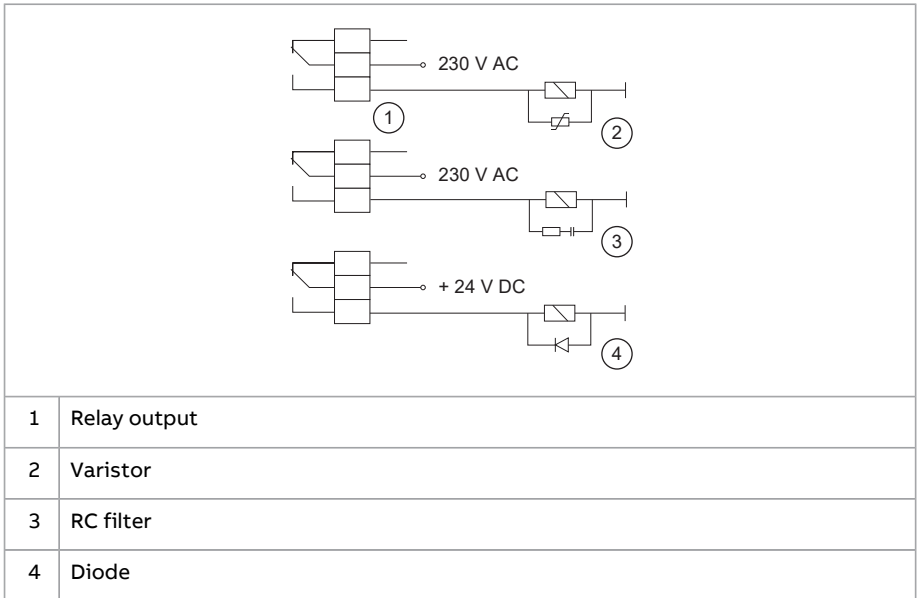 230 V AC
1
2
230 V AC
3
+ 24 V DC
4
1 Relay output
2 Varistor
3 RC filter
4 Diode